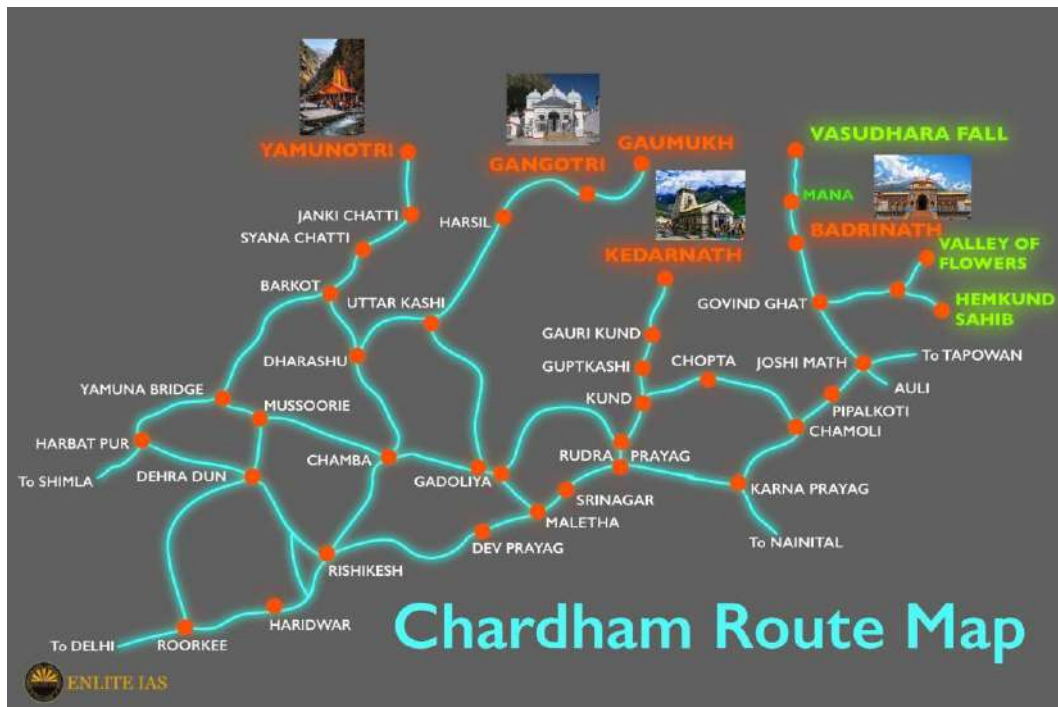 YAMUNOTRI
GANGOTRI
GAUMUKH
VASUDHARA FALL
MANA
BADRINATH
JANKI CHATTI
SYANA CHATTI
HARSIL
KEDARNATH
VALLEY OF
FLOWERS
BARKOT
UTTAR KASHI
GOVIND GHAT
HEMKUND
SAHIB
GAURI KUND
DHARASHU
GUPTKASHI
CHOPTA
JOSHI MATH
To TAPOWAN
YAMUNA BRIDGE
MUSSOORIE
KUND
AULI
PIPALKOTI
CHAMOLI
HARBAT PUR
DEHRA DUN
CHAMBA
RUDRA PRAYAG
To SHIMLA
GADOLIYA
SRINAGAR
KARNA PRAYAG
MALETHA
DEV PRAYAG
To NAINITAL
RISHIKESH
HARIDWAR
To DELHI
ROORKEE
Chardham Route Map
ENLITE IAS